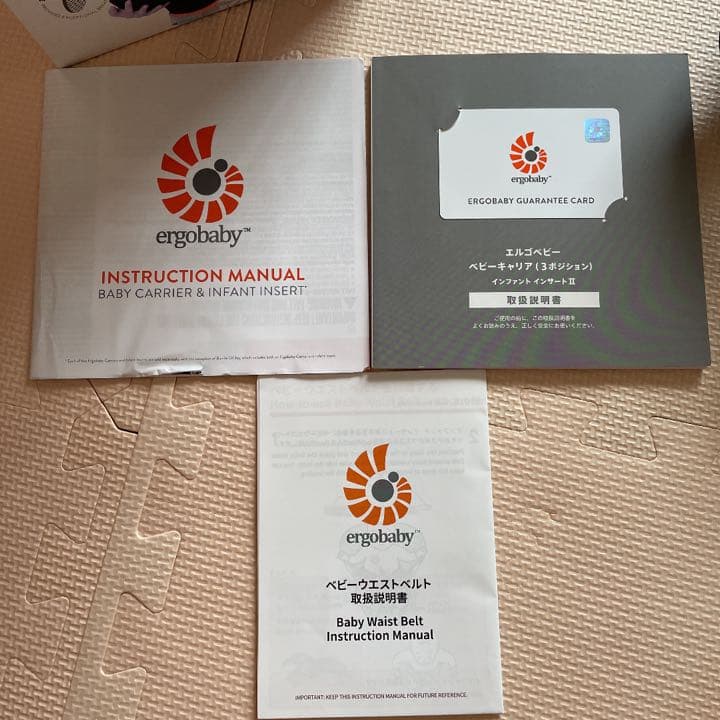 ergobaby™
INSTRUCTION MANUAL
BABY CARRIER & INFANT INSERT*
ergobaby™
ERGOBABY GUARANTEE CARD
エルゴベビー
ベビーキャリア(3ポジション)
インファント インサートⅡ
取扱説明書
ご使用の前に、この取扱説明書を
よくお読みのうえ、正しく安全にお使いください。
ergobaby™
ベビーウエストベルト
取扱説明書
Baby Waist Belt
Instruction Manual
IMPORTANT: KEEP THIS INSTRUCTION MANUAL FOR FUTURE REFERENCE.